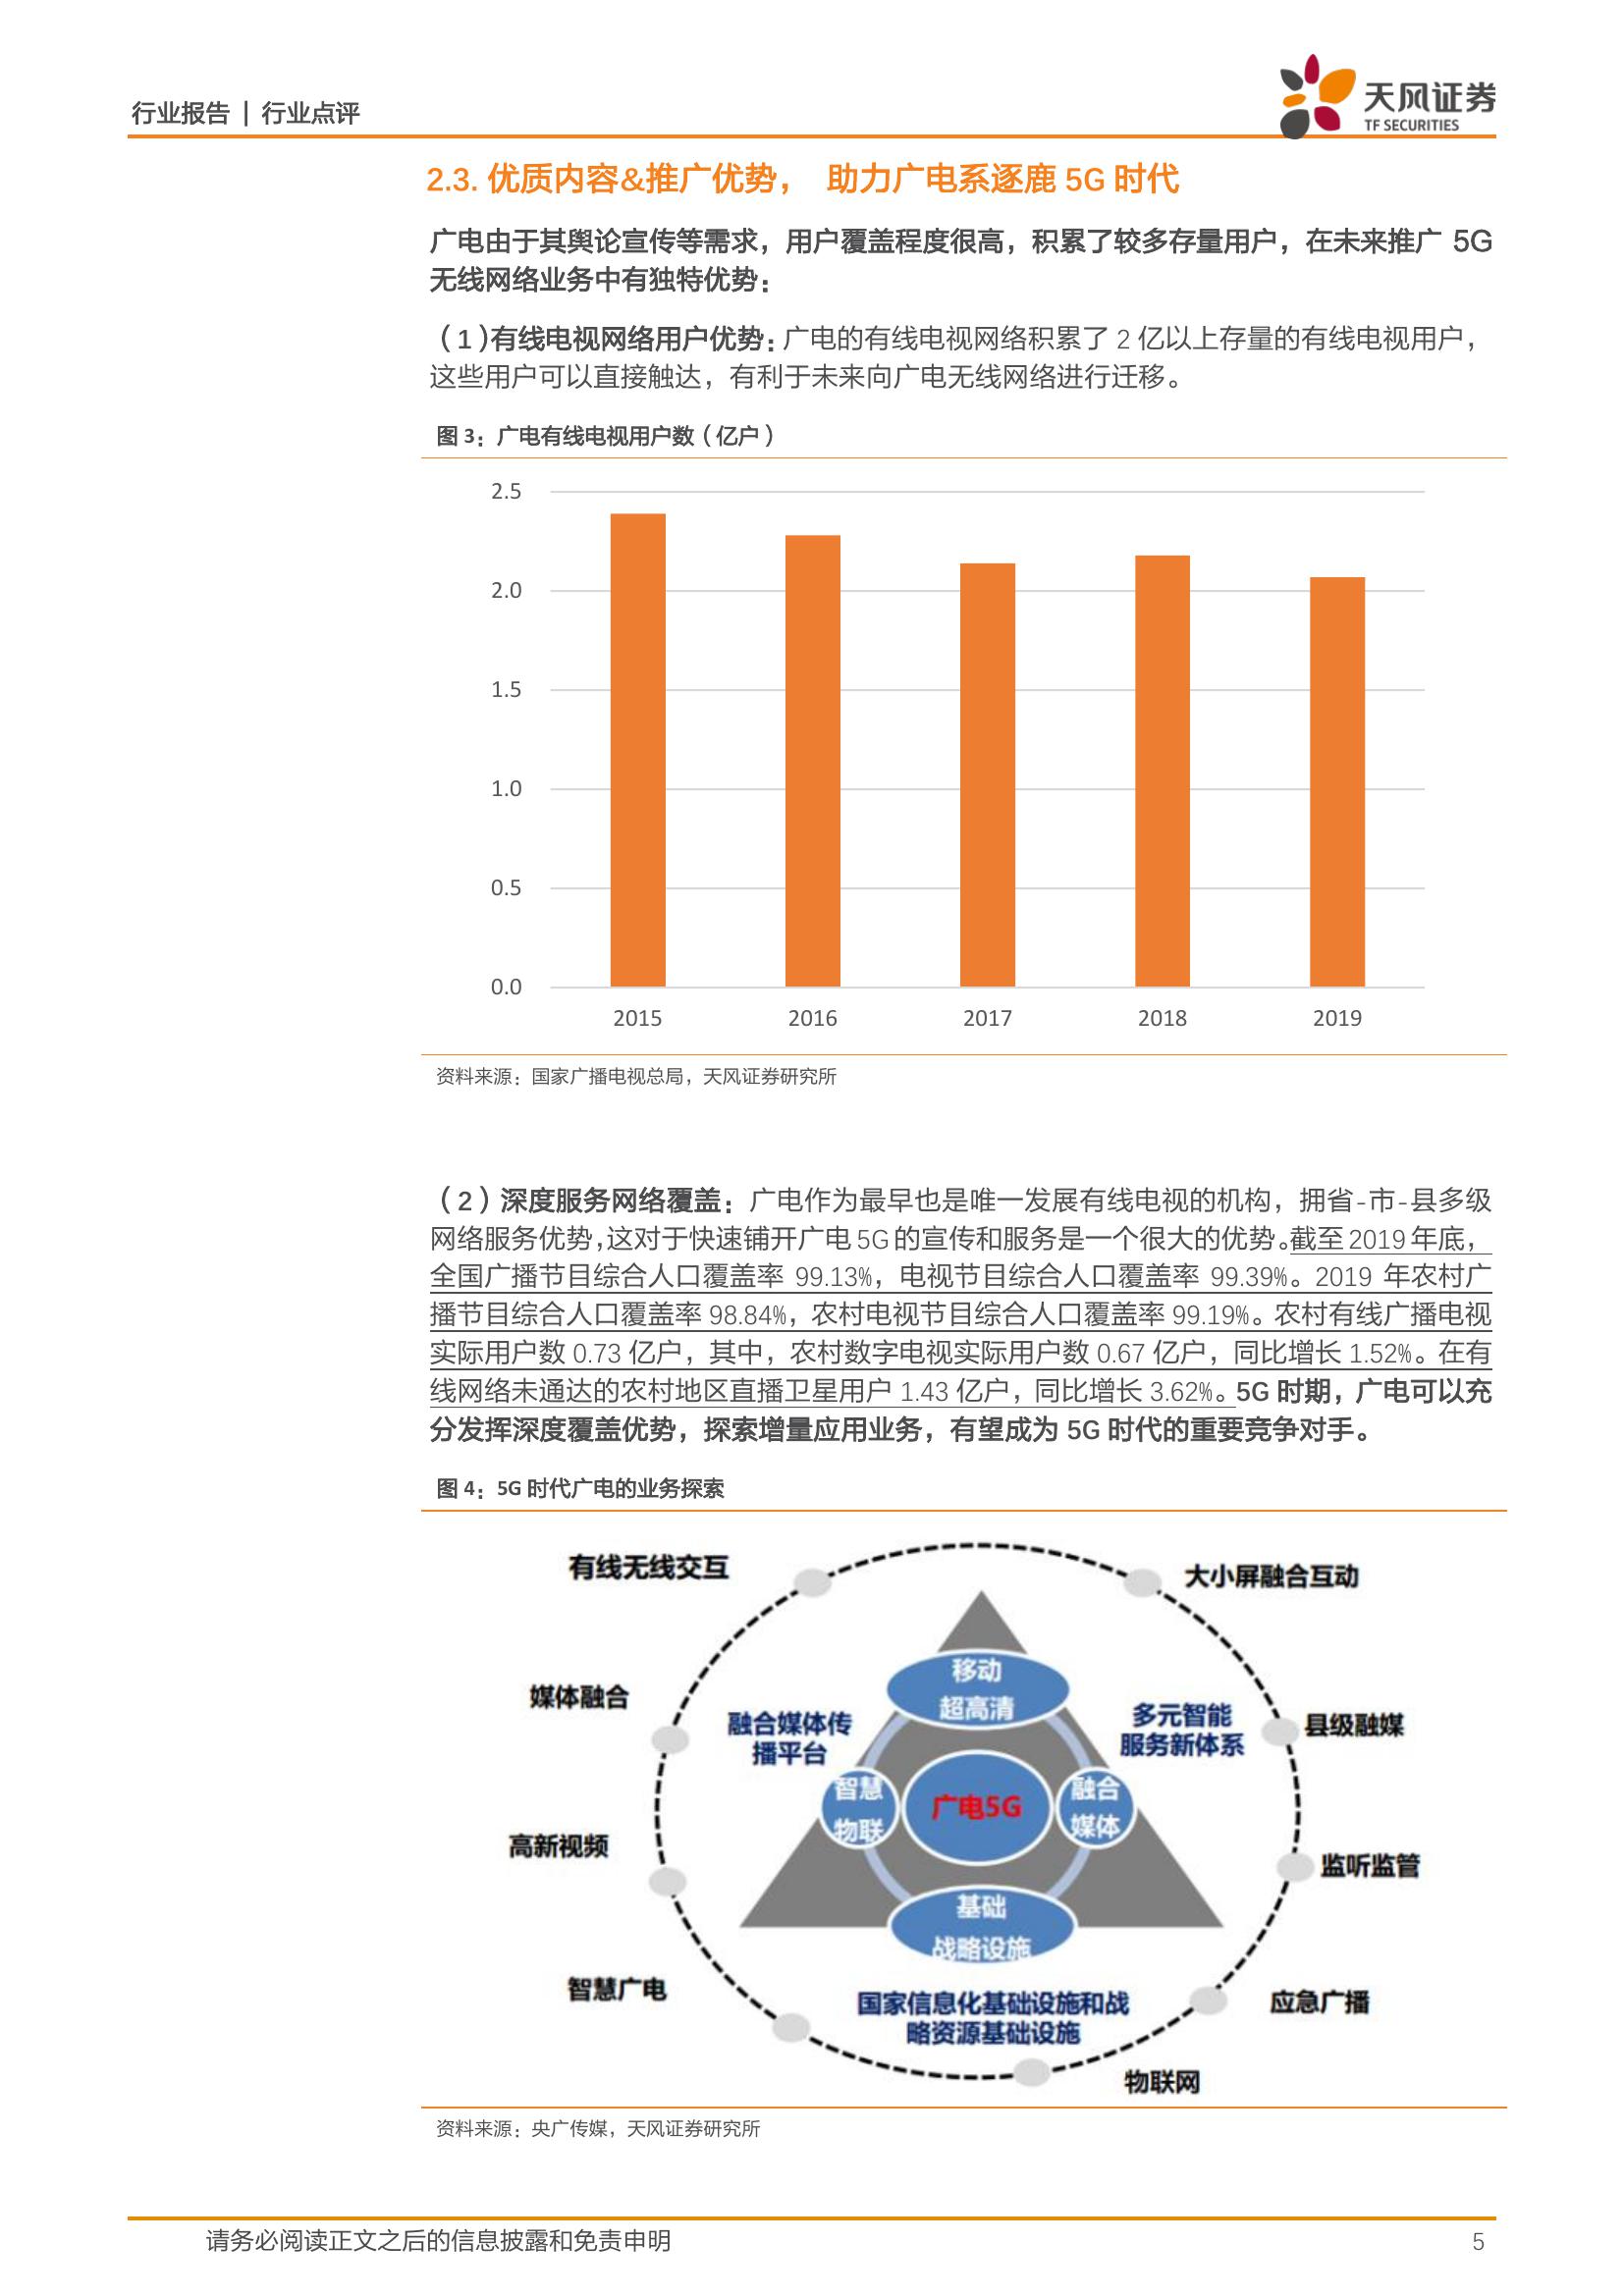 行业报告 | 行业点评
天风证券
TF SECURITIES
2.3. 优质内容&推广优势， 助力广电系逐鹿 5G 时代
广电由于其舆论宣传等需求，用户覆盖程度很高，积累了较多存量用户，在未来推广 5G
无线网络业务中有独特优势：
（1）有线电视网络用户优势：广电的有线电视网络积累了 2 亿以上存量的有线电视用户，
这些用户可以直接触达，有利于未来向广电无线网络进行迁移。
图 3：广电有线电视用户数（亿户）
2.5
2.0
1.5
1.0
0.5
0.0
2015 2016 2017 2018 2019
资料来源：国家广播电视总局，天风证券研究所
（2）深度服务网络覆盖：广电作为最早也是唯一发展有线电视的机构，拥省-市-县多级
网络服务优势，这对于快速铺开广电 5G 的宣传和服务是一个很大的优势。截至 2019 年底，
全国广播节目综合人口覆盖率 99.13%，电视节目综合人口覆盖率 99.39%。2019 年农村广
播节目综合人口覆盖率 98.84%，农村电视节目综合人口覆盖率 99.19%。农村有线广播电视
实际用户数 0.73 亿户，其中，农村数字电视实际用户数 0.67 亿户，同比增长 1.52%。在有
线网络未通达的农村地区直播卫星用户 1.43 亿户，同比增长 3.62%。5G 时期，广电可以充
分发挥深度覆盖优势，探索增量应用业务，有望成为 5G 时代的重要竞争对手。
图 4：5G 时代广电的业务探索
有线无线交互
大小屏融合互动
移动
超高清
媒体融合
融合媒体传
播平台
多元智能
服务新体系
县级融媒
智慧
物联
广电5G
融合
媒体
高新视频
监听监管
基础
战略设施
智慧广电
国家信息化基础设施和战
略资源基础设施
应急广播
物联网
资料来源：央广传媒，天风证券研究所
请务必阅读正文之后的信息披露和免责申明
5